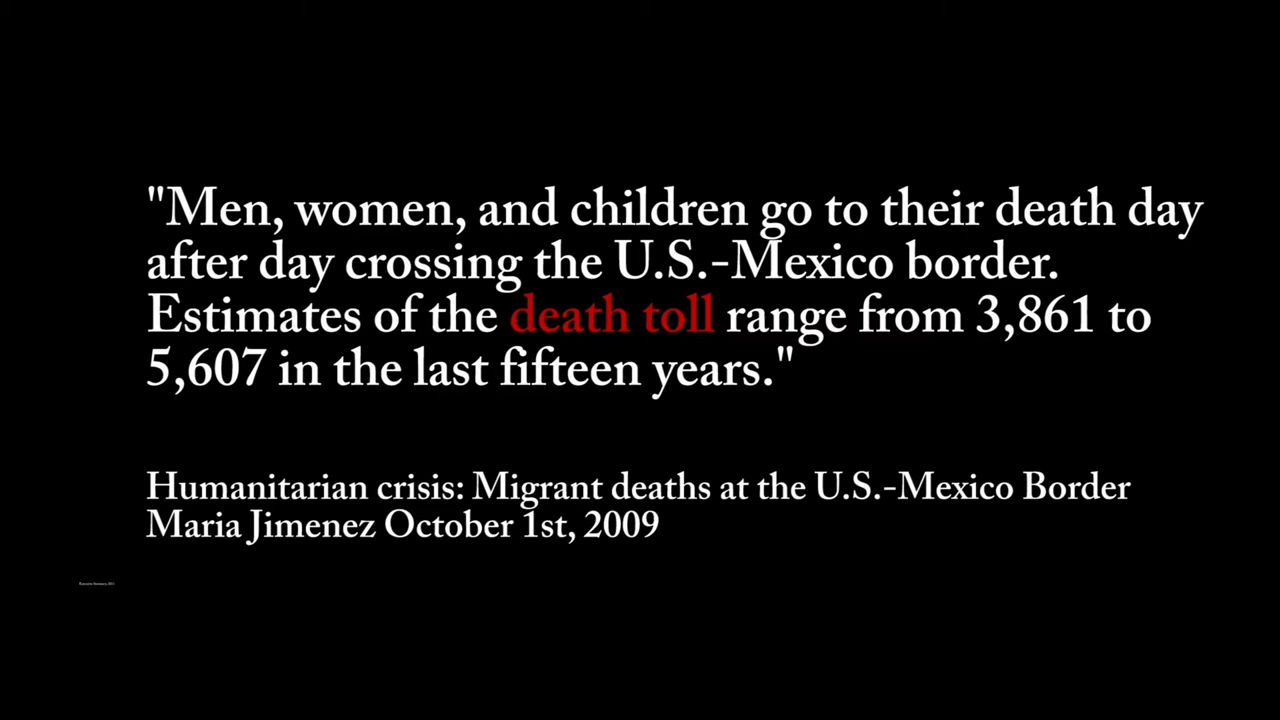 "Men, women, and children go to their death day
after day crossing the U.S.-Mexico border.
Estimates of the death toll range from 3,861 to
5,607 in the last fifteen years."
Humanitarian crisis: Migrant deaths at the U.S.-Mexico Border
Maria Jimenez October 1st, 2009